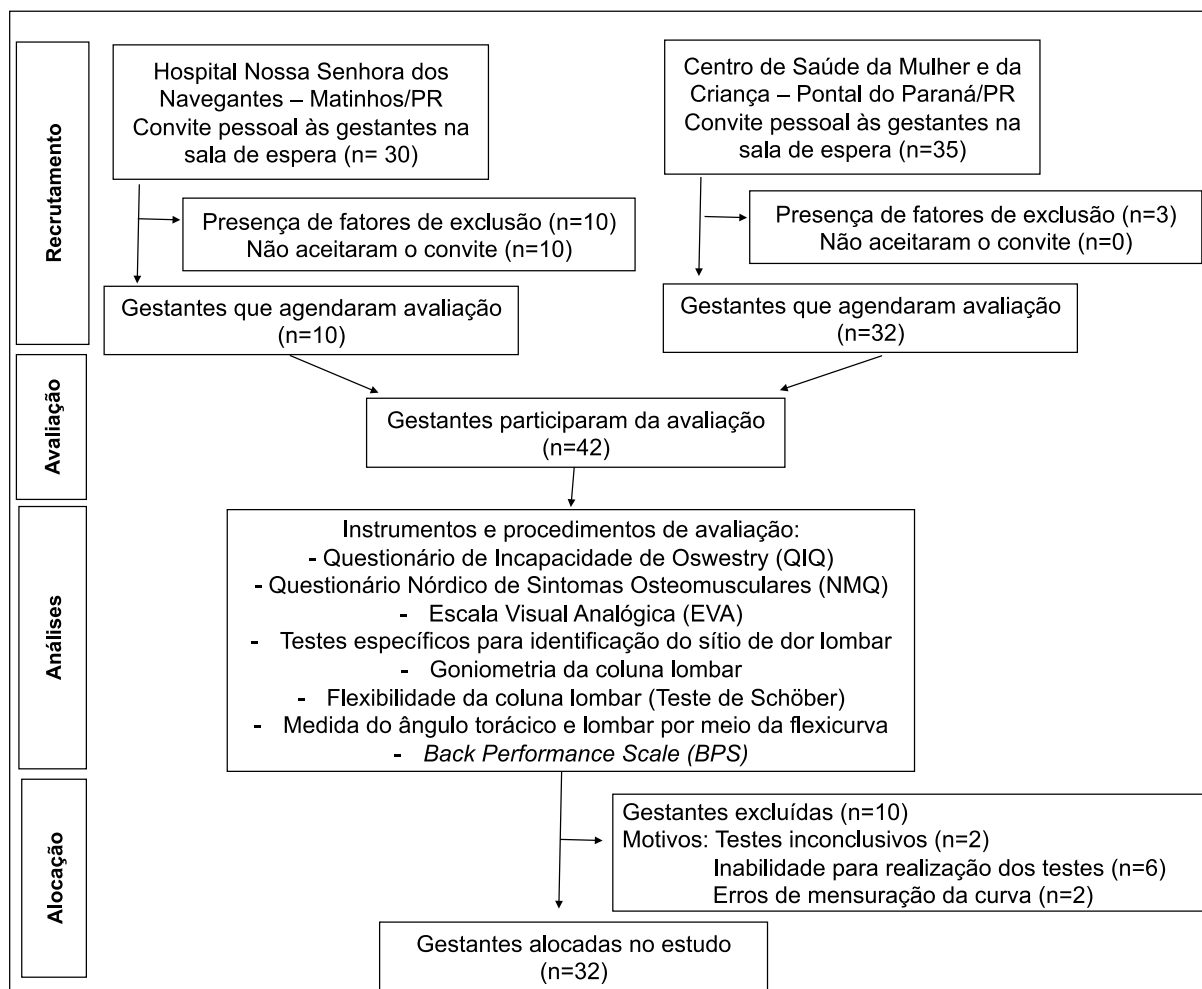 Recrutamento
Hospital Nossa Senhora dos
Navegantes – Matinhos/PR
Convite pessoal às gestantes na
sala de espera (n= 30)
Centro de Saúde da Mulher e da
Criança – Pontal do Paraná/PR
Convite pessoal às gestantes na
sala de espera (n=35)
Presença de fatores de exclusão (n=10)
Não aceitaram o convite (n=10)
Presença de fatores de exclusão (n=3)
Não aceitaram o convite (n=0)
Gestantes que agendaram avaliação
(n=10)
Gestantes que agendaram avaliação
(n=32)
Avaliação
Gestantes participaram da avaliação
(n=42)
Análises
Instrumentos e procedimentos de avaliação:
- Questionário de Incapacidade de Oswestry (QIQ)
- Questionário Nórdico de Sintomas Osteomusculares (NMQ)
- Escala Visual Analógica (EVA)
- Testes específicos para identificação do sítio de dor lombar
- Goniometria da coluna lombar
- Flexibilidade da coluna lombar (Teste de Schöber)
- Medida do ângulo torácico e lombar por meio da flexicurva
- Back Performance Scale (BPS)
Alocação
Gestantes excluídas (n=10)
Motivos: Testes inconclusivos (n=2)
Inabilidade para realização dos testes (n=6)
Erros de mensuração da curva (n=2)
Gestantes alocadas no estudo
(n=32)